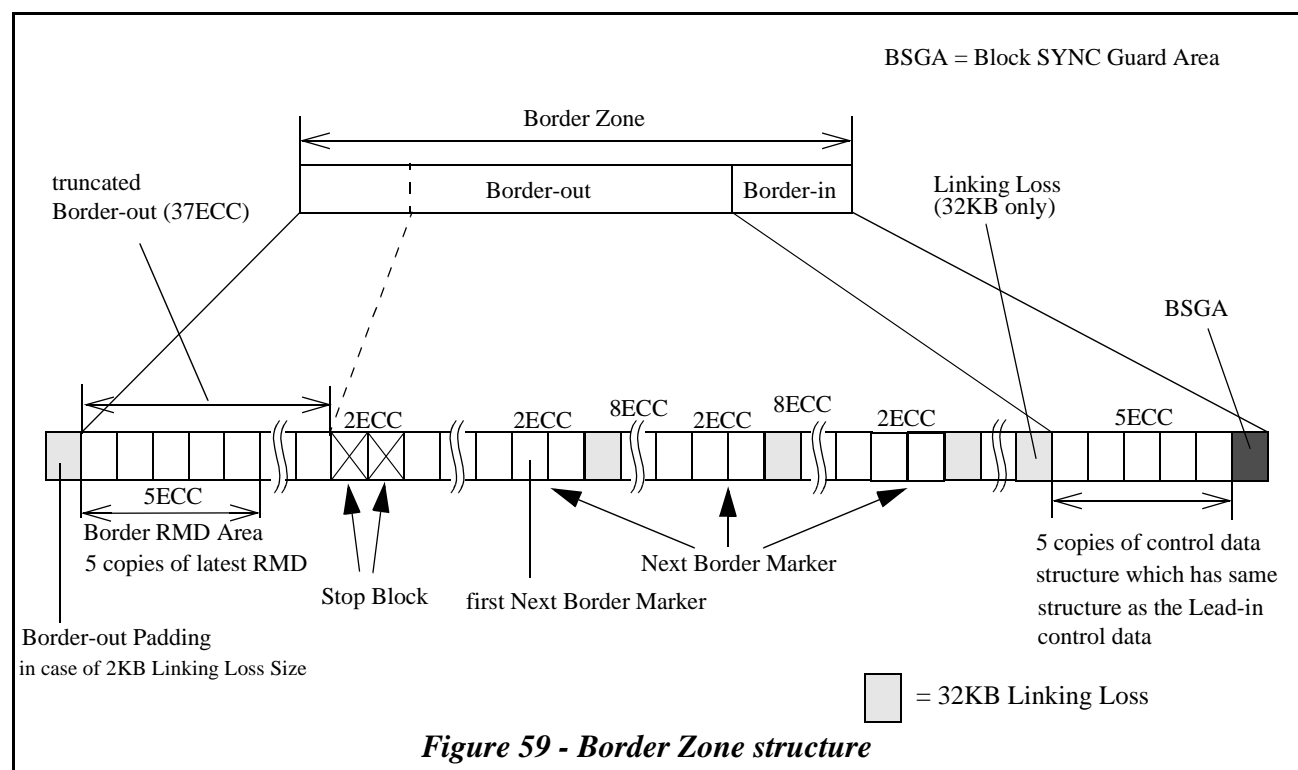 BSGA = Block SYNC Guard Area
Border Zone
truncated
Border-out (37ECC)
Border-out
Border-in
Linking Loss
(32KB only)
BSGA
2ECC
2ECC
8ECC
2ECC
8ECC
2ECC
5ECC
5ECC
Border RMD Area
5 copies of latest RMD
Stop Block
first Next Border Marker
Next Border Marker
5 copies of control data
structure which has same
structure as the Lead-in
control data
Border-out Padding
in case of 2KB Linking Loss Size
= 32KB Linking Loss
Figure 59 - Border Zone structure